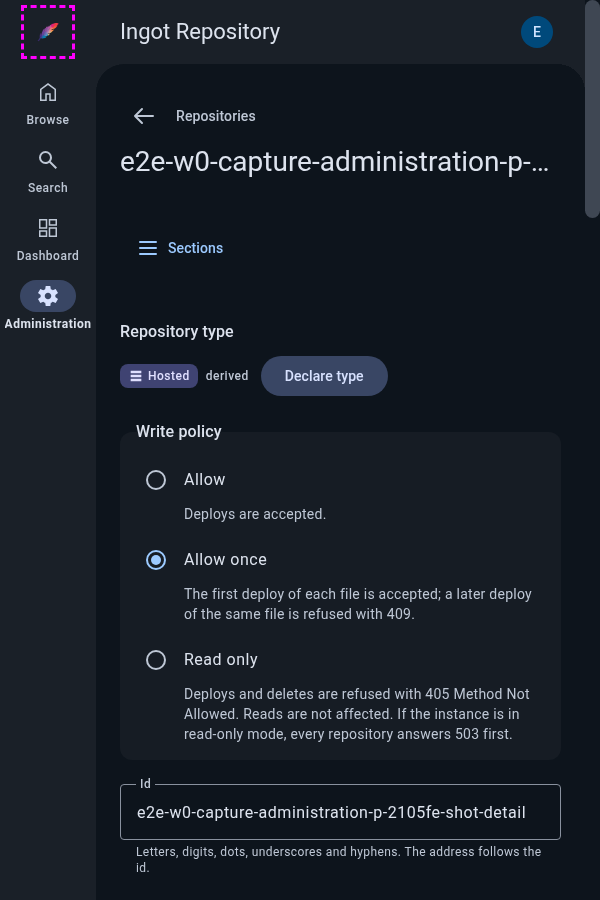 Ingot Repository
E
Browse
Search
Dashboard
Administration
Repositories
e2e-w0-capture-administration-p-…
Sections
Repository type
Hosted derived Declare type
Write policy
Allow
Deploys are accepted.
Allow once
The first deploy of each file is accepted; a later deploy
of the same file is refused with 409.
Read only
Deploys and deletes are refused with 405 Method Not
Allowed. Reads are not affected. If the instance is in
read-only mode, every repository answers 503 first.
Id
e2e-w0-capture-administration-p-2105fe-shot-detail
Letters, digits, dots, underscores and hyphens. The address follows the
id.